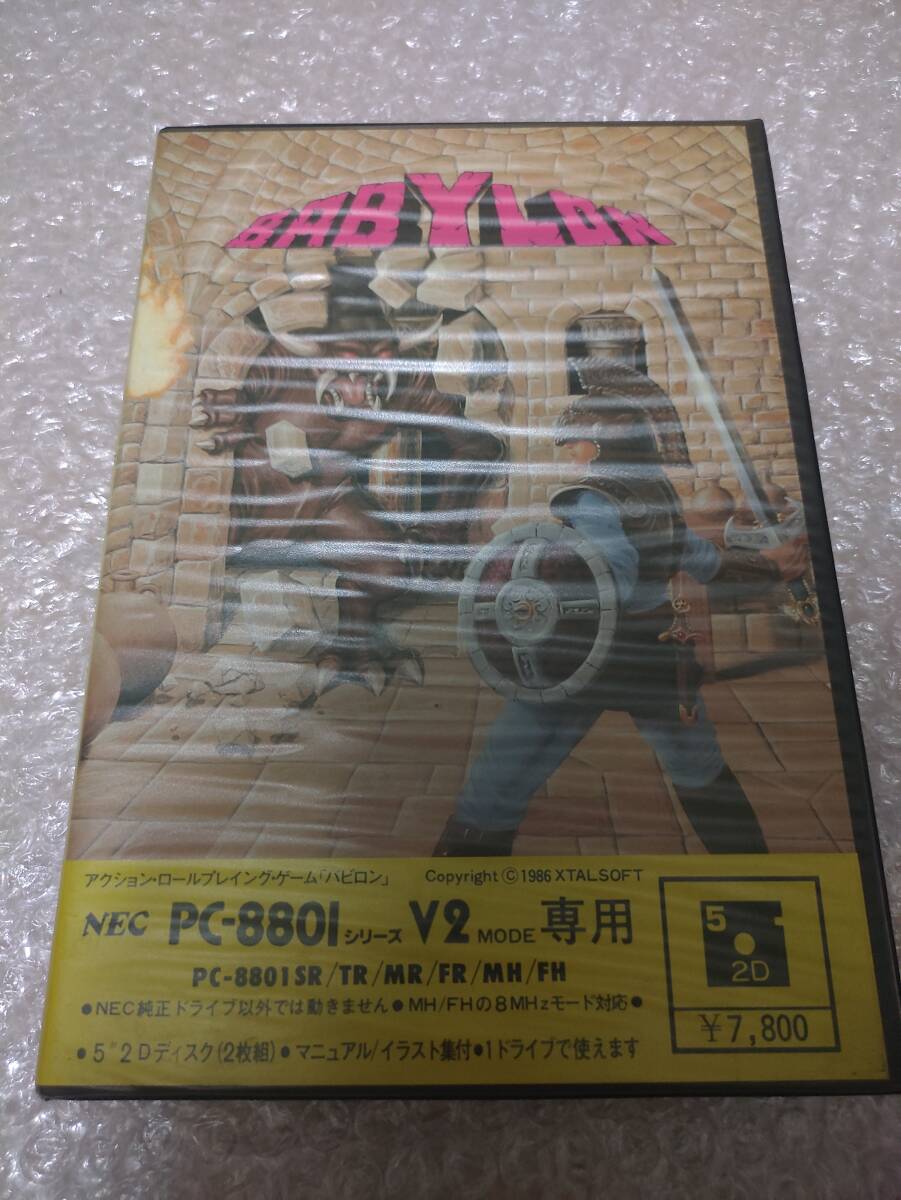 BABYLON
アクション・ロールプレイング・ゲーム「バビロン」 Copyright ©1986 XTALSOFT
NEC PC-8801シリーズ V2 MODE 専用
PC-8801SR/TR/MR/FR/MH/FH
●NEC純正ドライブ以外では動きません●MH/FHの8MHzモード対応●
●5"2Dディスク(2枚組)●マニュアル/イラスト集付●1ドライブで使えます
5
2D
¥7,800